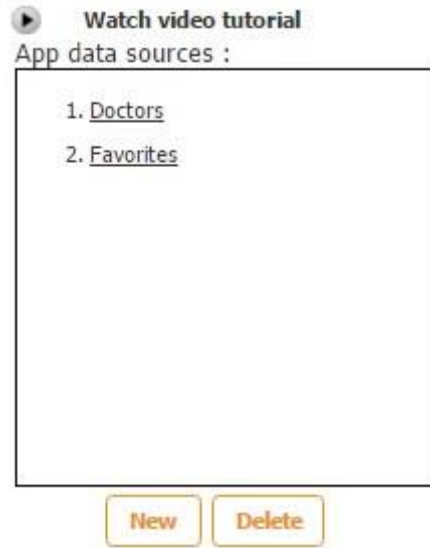 Watch video tutorial
App data sources :
1. Doctors
2. Favorites
New Delete